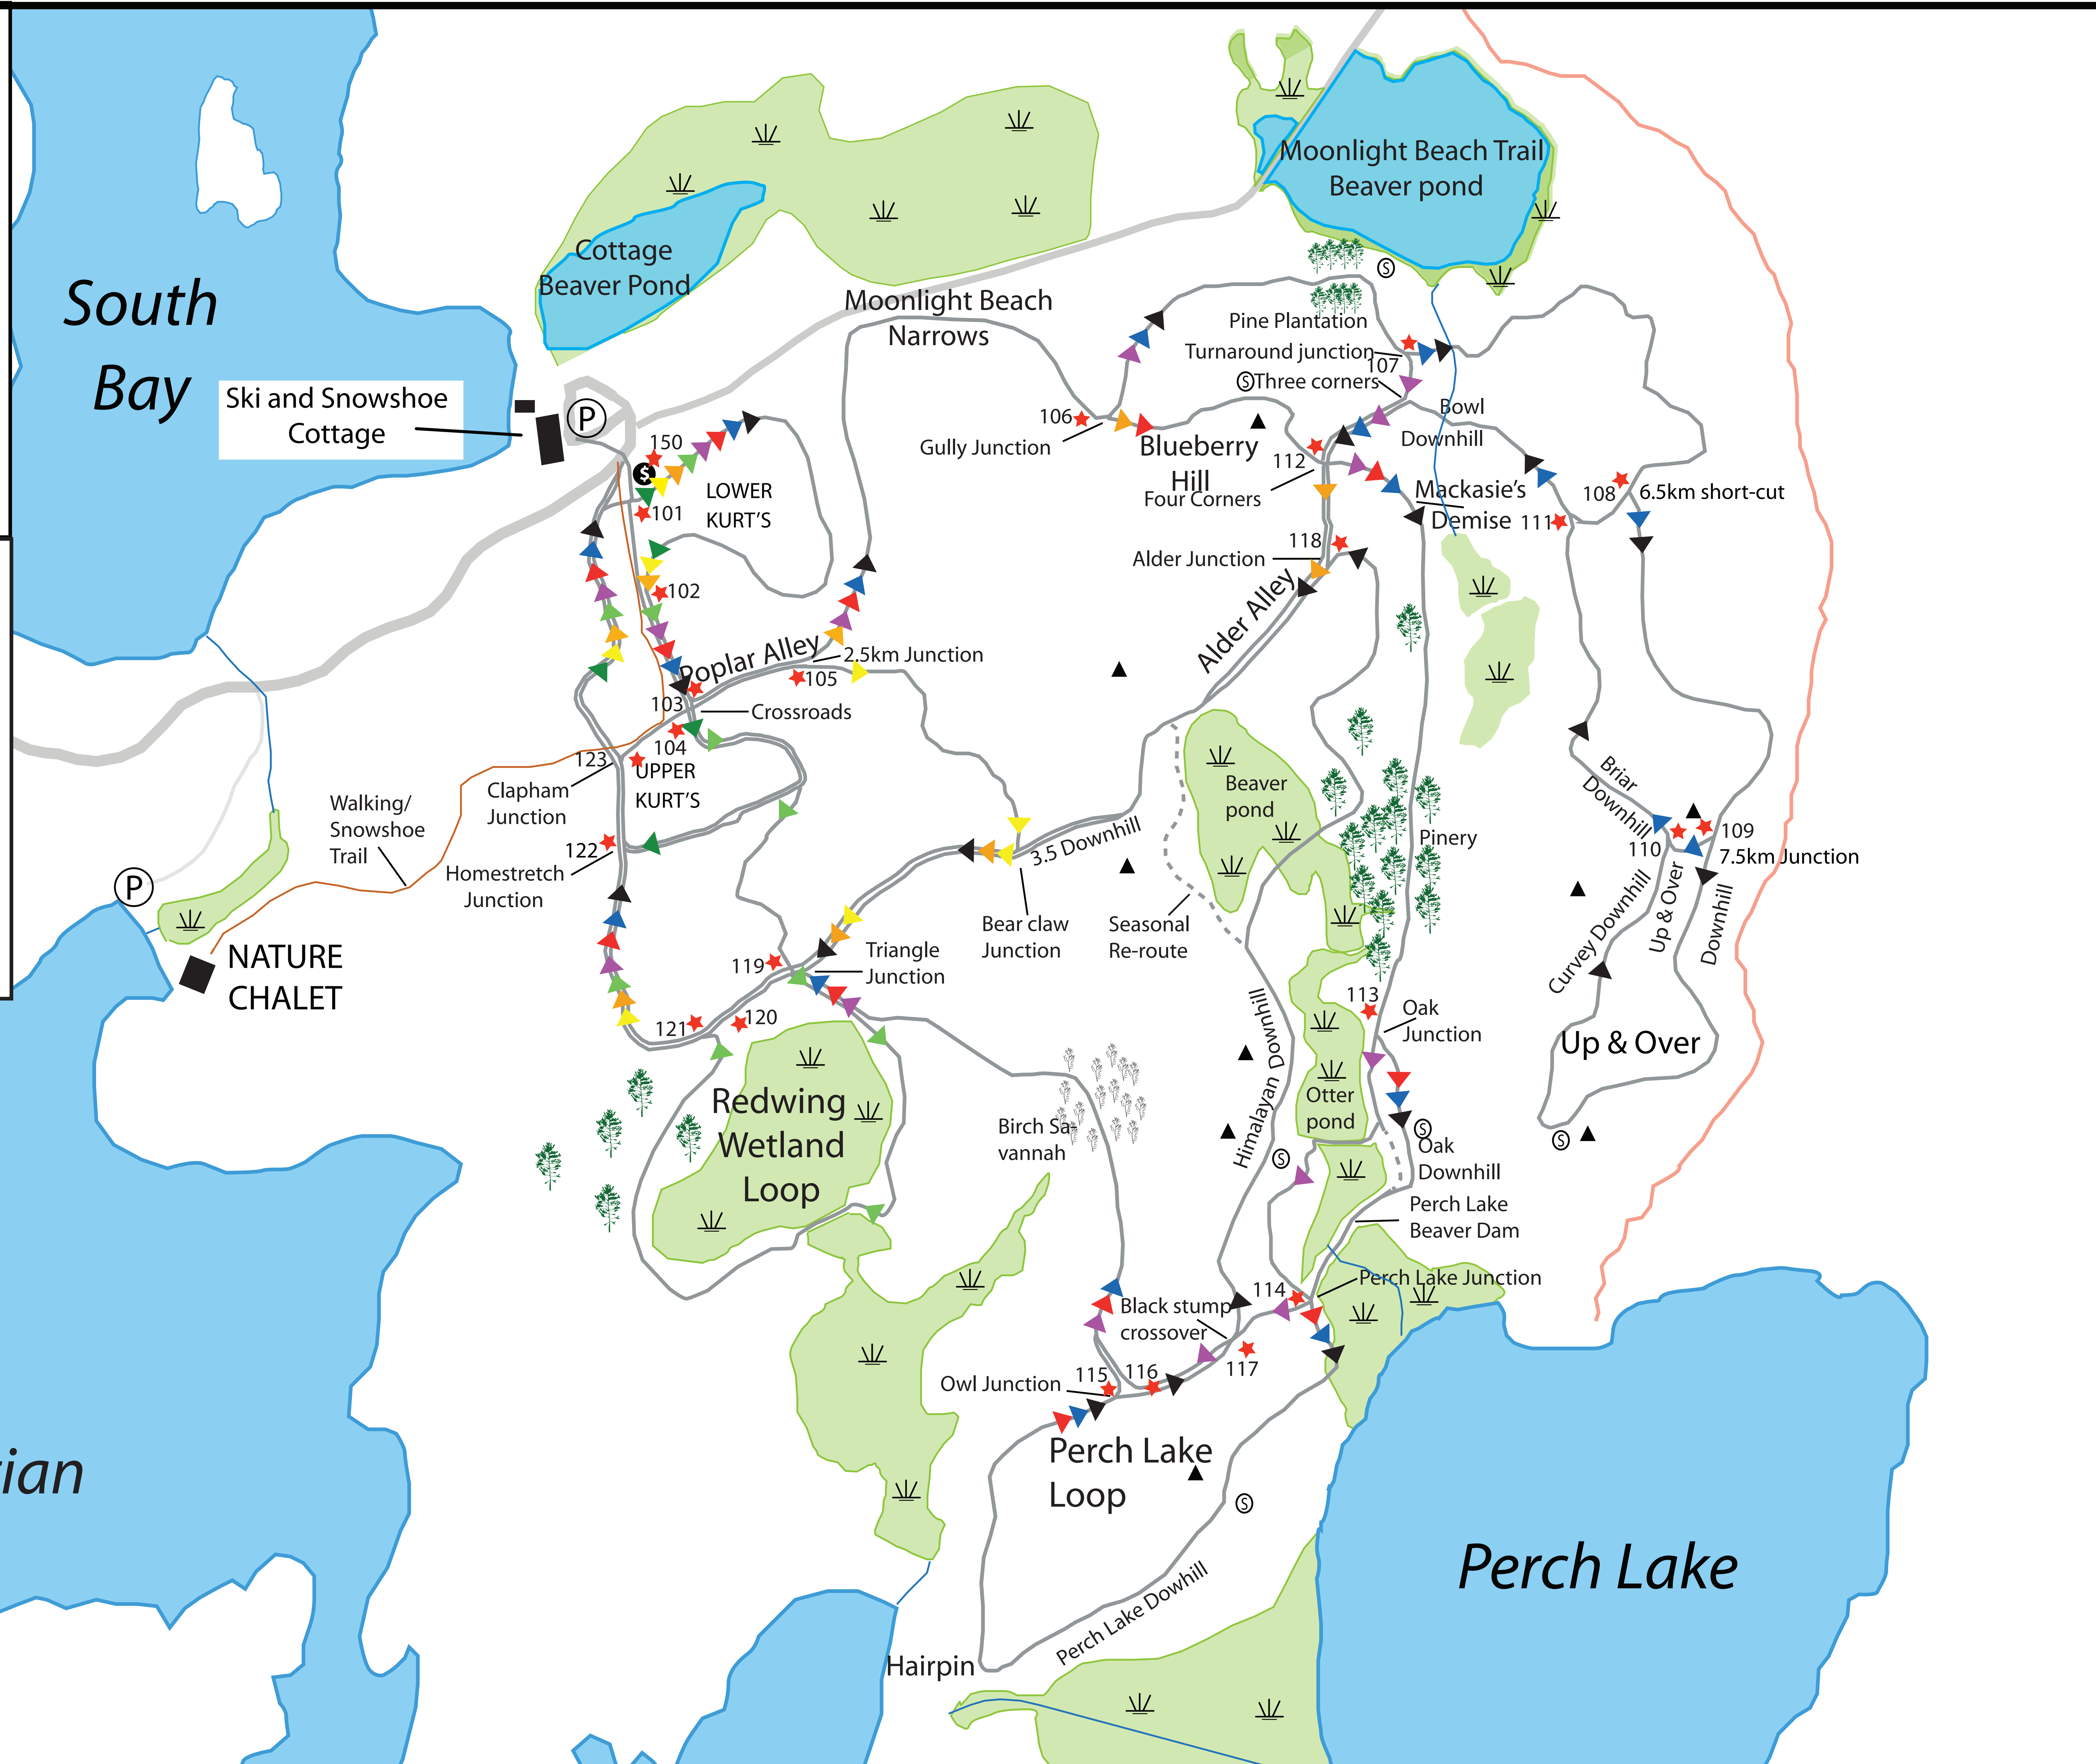 South
Bay
Ski and Snowshoe
Cottage
P
Cottage
Beaver Pond
Moonlight Beach Trail
Beaver pond
Moonlight Beach
Narrows
S
Pine Plantation
Turnaround junction
107
S
Three corners
Bowl
Downhill
106
Gully Junction
Blueberry
Hill
112
Four Corners
Mackasie's
Demise
111
108
6.5km short-cut
150
$
LOWER
KURT'S
101
102
118
Alder Junction
Alder Alley
Poplar Alley
2.5km Junction
105
103
Crossroads
104
123
UPPER
KURT'S
Clapham
Junction
Walking/
Snowshoe
Trail
122
Homestretch
Junction
P
NATURE
CHALET
3.5 Downhill
Beaver
pond
Pinery
Briar
Downhill
110
109
7.5km Junction
Bear claw
Junction
Seasonal
Re-route
Triangle
Junction
119
121
120
Curvey Downhill
Up & Over
Downhill
Up & Over
S
113
Oak
Junction
Himalayan Downhill
Otter
pond
S
S
Oak
Downhill
Redwing
Wetland
Loop
Birch Sa-
vannah
Perch Lake
Beaver Dam
Perch Lake Junction
114
Black stump
crossover
117
115
116
Owl Junction
Perch Lake
Loop
S
Perch Lake Dowhill
Hairpin
Perch Lake
ian